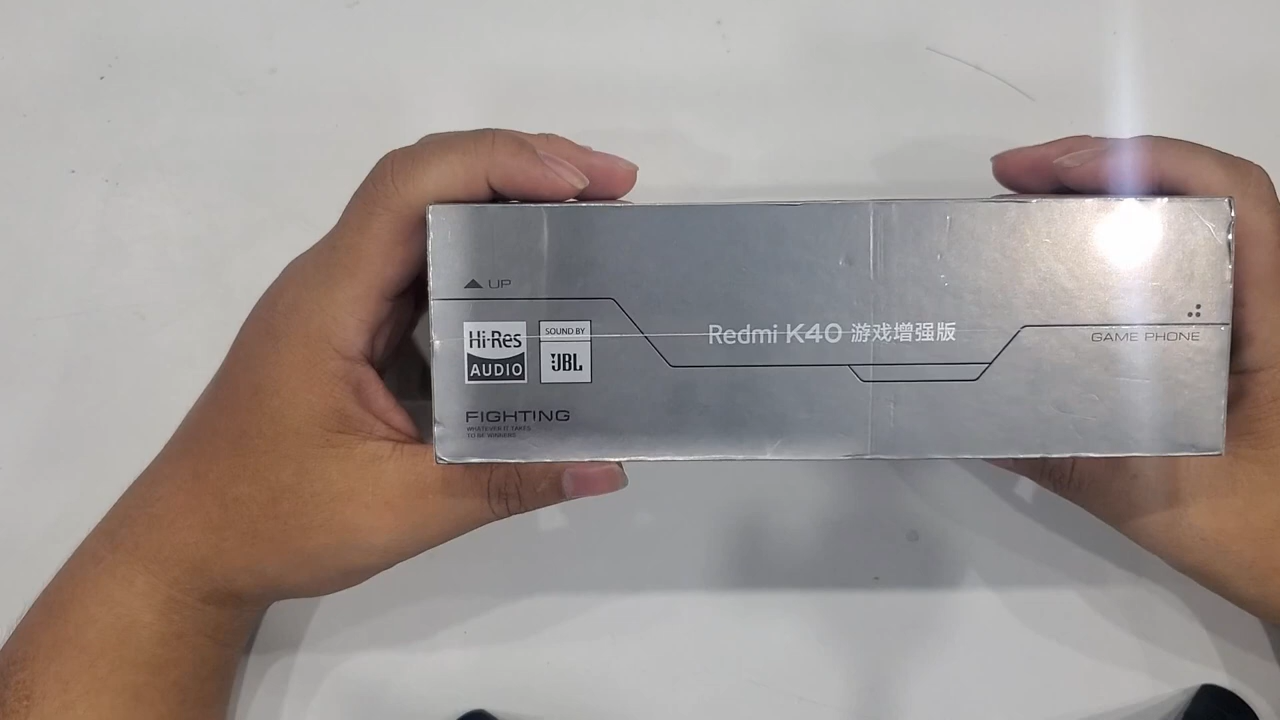 UP
Hi-Res
AUDIO
SOUND BY
JBL
Redmi K40 游戏增强版
GAME PHONE
FIGHTING
WHATEVER IT TAKES
TO BE WINNERS